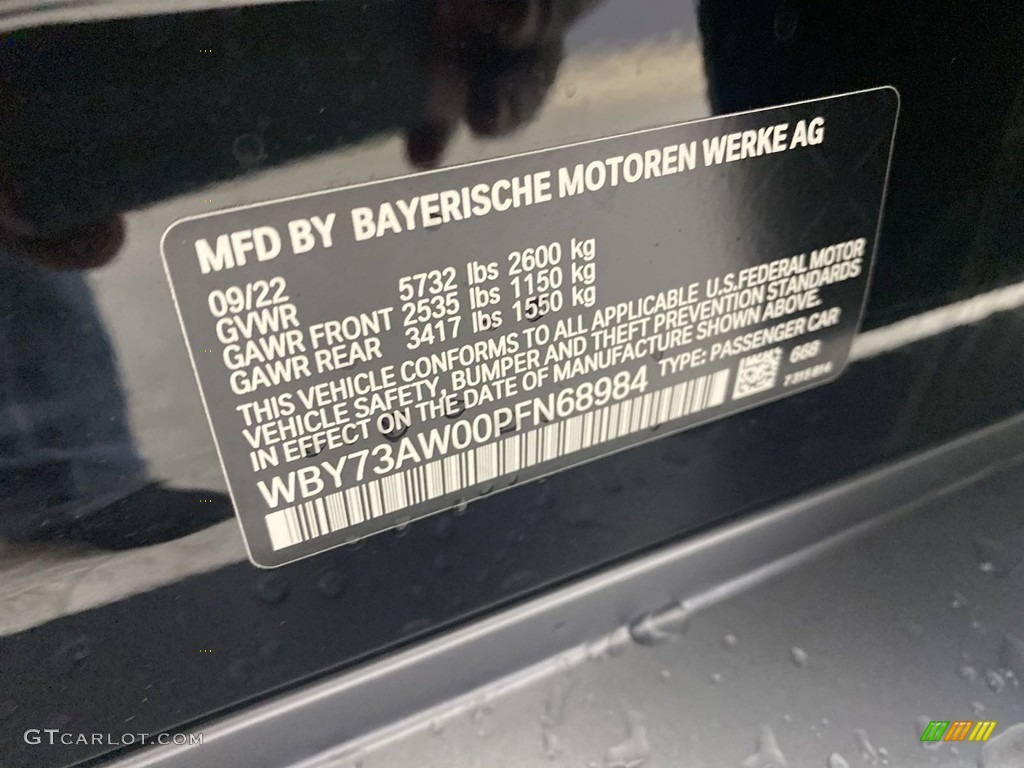 MFD BY BAYERISCHE MOTOREN WERKE AG
09/22
GVWR 5732 lbs 2600 kg
GAWR FRONT 2535 lbs 1150 kg
GAWR REAR 3417 lbs 1550 kg
THIS VEHICLE CONFORMS TO ALL APPLICABLE U.S.FEDERAL MOTOR
VEHICLE SAFETY, BUMPER AND THEFT PREVENTION STANDARDS
IN EFFECT ON THE DATE OF MANUFACTURE SHOWN ABOVE.
WBY73AW00PFN68984 TYPE: PASSENGER CAR
668
GTCARLOT.COM